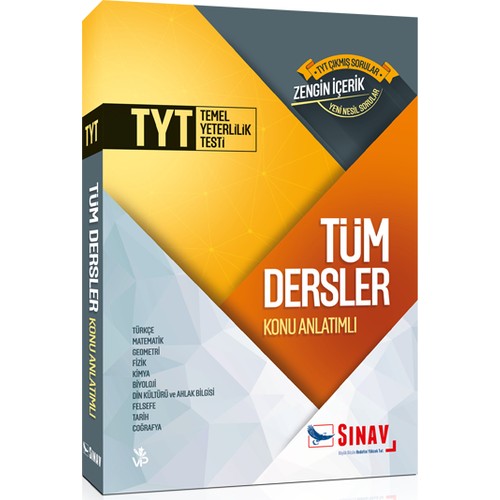 TYT ÇIKMIŞ SORULAR
ZENGİN İÇERİK
YENİ NESİL SORULAR
TYT
TEMEL
YETERLİLİK
TESTİ
TÜM
DERSLER
KONU ANLATIMLI
TÜRKÇE
MATEMATİK
GEOMETRİ
FİZİK
KİMYA
BİYOLOJİ
DİN KÜLTÜRÜ ve AHLAK BİLGİSİ
FELSEFE
TARİH
COĞRAFYA
VIP
SINAV
TYT
TÜM DERSLER
KONU ANLATIMLI
SINAV